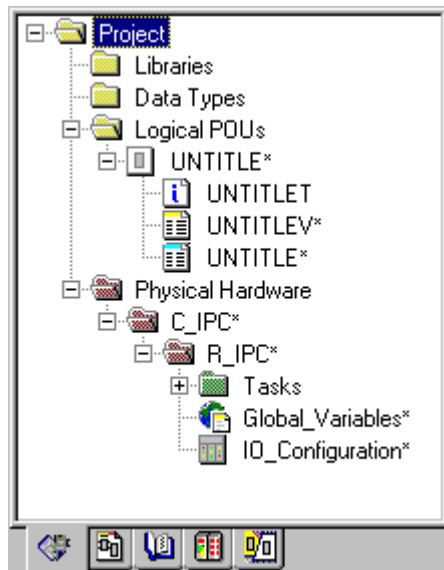 Project
Libraries
Data Types
Logical POUs
UNTITLE*
UNTITLET
UNTITLEV*
UNTITLE*
Physical Hardware
C_IPC*
R_IPC*
Tasks
Global_Variables*
IO_Configuration*